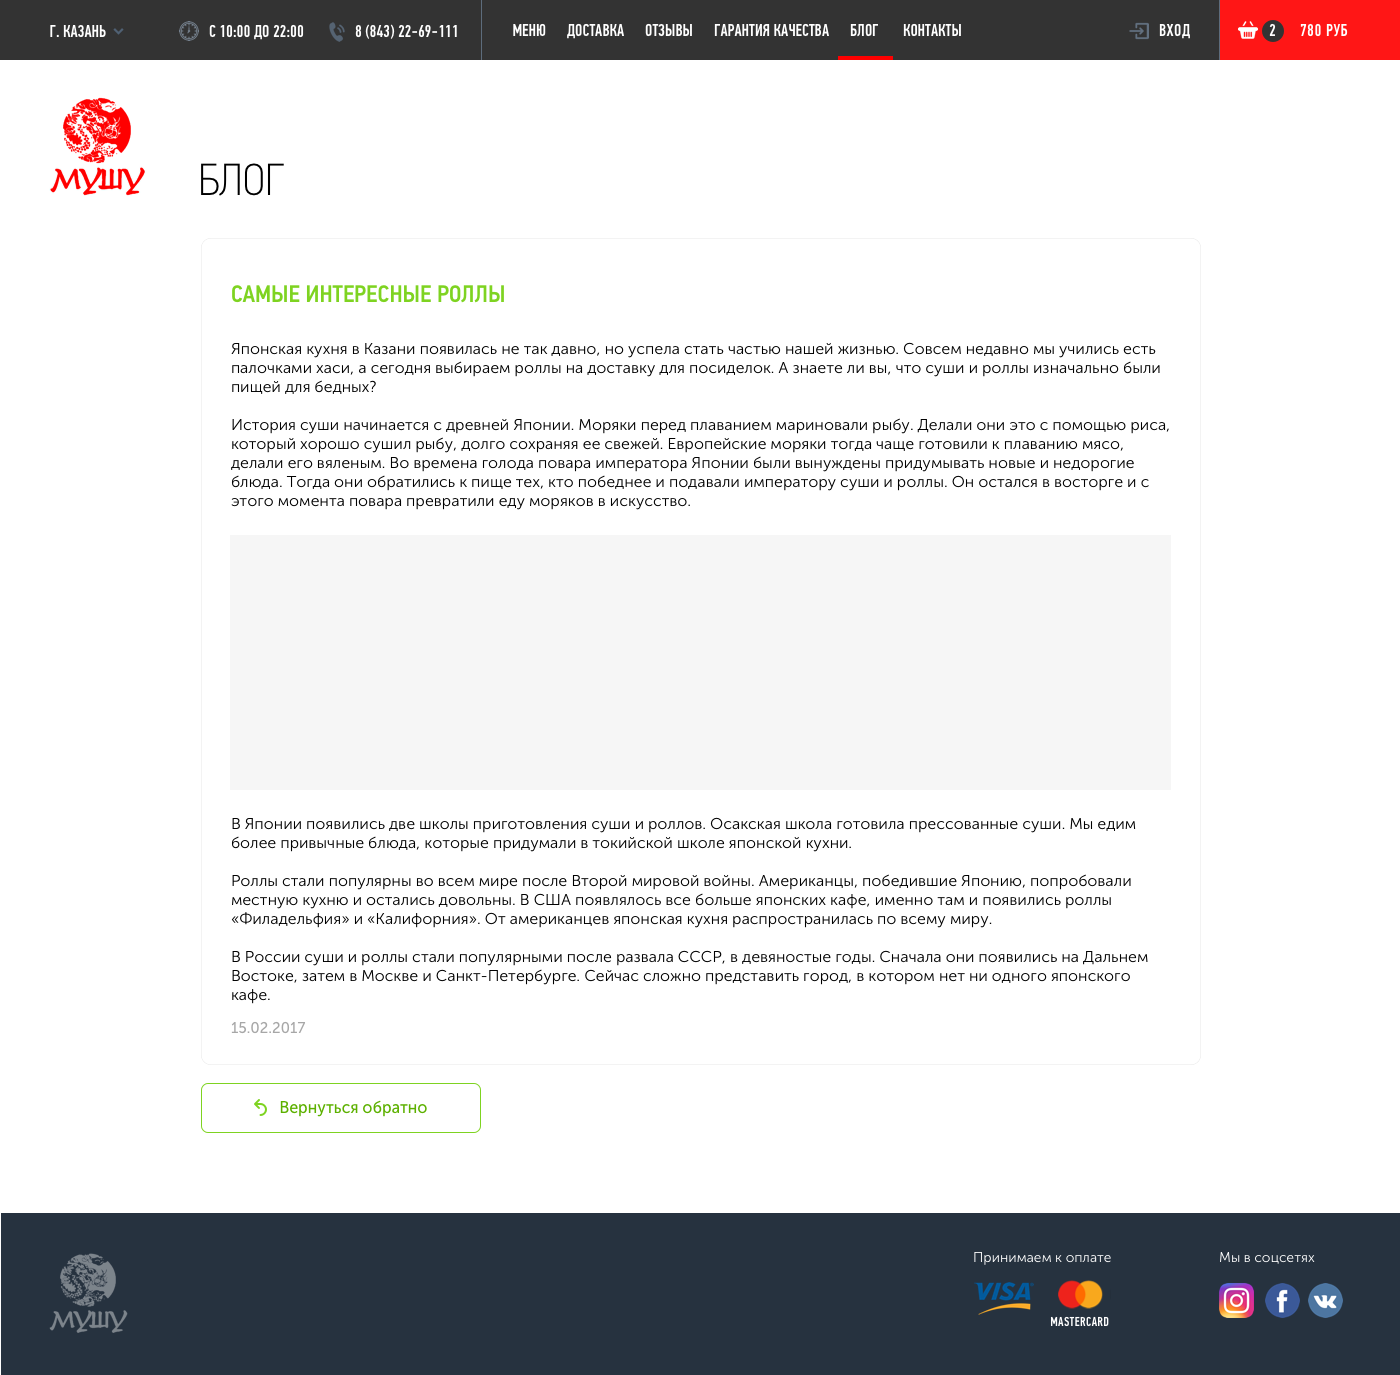 Г. КАЗАНЬ
С 10:00 ДО 22:00
8 (843) 22-69-111
МЕНЮ ДОСТАВКА ОТЗЫВЫ ГАРАНТИЯ КАЧЕСТВА БЛОГ КОНТАКТЫ
ВХОД
2
780 РУБ
МУШУ
БЛОГ
САМЫЕ ИНТЕРЕСНЫЕ РОЛЛЫ
Японская кухня в Казани появилась не так давно, но успела стать частью нашей жизнью. Совсем недавно мы учились есть
палочками хаси, а сегодня выбираем роллы на доставку для посиделок. А знаете ли вы, что суши и роллы изначально были
пищей для бедных?
История суши начинается с древней Японии. Моряки перед плаванием мариновали рыбу. Делали они это с помощью риса,
который хорошо сушил рыбу, долго сохраняя ее свежей. Европейские моряки тогда чаще готовили к плаванию мясо,
делали его вяленым. Во времена голода повара императора Японии были вынуждены придумывать новые и недорогие
блюда. Тогда они обратились к пище тех, кто победнее и подавали императору суши и роллы. Он остался в восторге и с
этого момента повара превратили еду моряков в искусство.
В Японии появились две школы приготовления суши и роллов. Осакская школа готовила прессованные суши. Мы едим
более привычные блюда, которые придумали в токийской школе японской кухни.
Роллы стали популярны во всем мире после Второй мировой войны. Американцы, победившие Японию, попробовали
местную кухню и остались довольны. В США появлялось все больше японских кафе, именно там и появились роллы
«Филадельфия» и «Калифорния». От американцев японская кухня распространилась по всему миру.
В России суши и роллы стали популярными после развала СССР, в девяностые годы. Сначала они появились на Дальнем
Востоке, затем в Москве и Санкт-Петербурге. Сейчас сложно представить город, в котором нет ни одного японского
кафе.
15.02.2017
Вернуться обратно
МУШУ
Принимаем к оплате
VISA
MASTERCARD
Мы в соцсетях